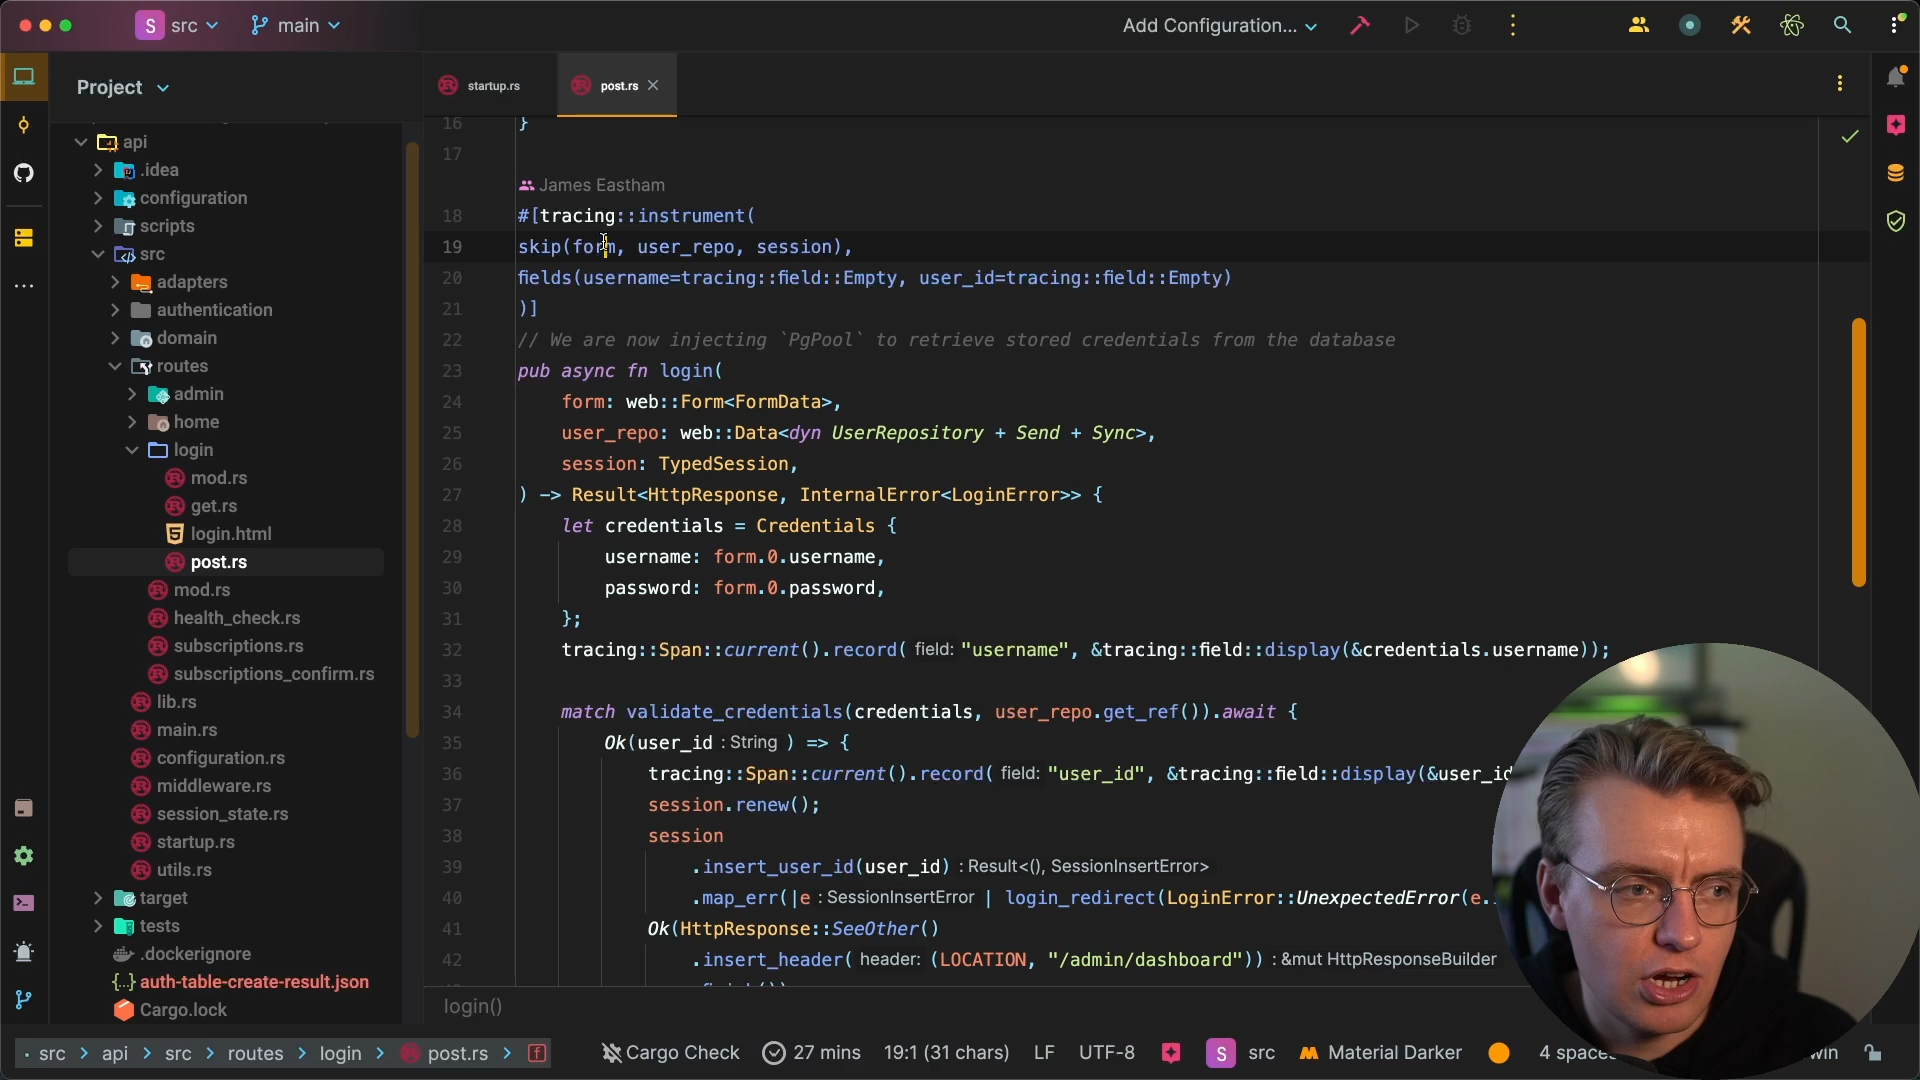 S src main Add Configuration...
Project
startup.rs
post.rs
api
.idea
configuration
scripts
src
adapters
authentication
domain
routes
admin
home
login
mod.rs
get.rs
login.html
post.rs
mod.rs
health_check.rs
subscriptions.rs
subscriptions_confirm.rs
lib.rs
main.rs
configuration.rs
middleware.rs
session_state.rs
startup.rs
utils.rs
target
tests
.dockerignore
auth-table-create-result.json
Cargo.lock
16 }
17
James Eastham
18 #[tracing::instrument(
19 skip(form, user_repo, session),
20 fields(username=tracing::field::Empty, user_id=tracing::field::Empty)
21 )]
22 // We are now injecting `PgPool` to retrieve stored credentials from the database
23 pub async fn login(
24 form: web::Form<FormData>,
25 user_repo: web::Data<dyn UserRepository + Send + Sync>,
26 session: TypedSession,
27 ) -> Result<HttpResponse, InternalError<LoginError>> {
28 let credentials = Credentials {
29 username: form.0.username,
30 password: form.0.password,
31 };
32 tracing::Span::current().record( field: "username", &tracing::field::display(&credentials.username));
33
34 match validate_credentials(credentials, user_repo.get_ref()).await {
35 Ok(user_id : String ) => {
36 tracing::Span::current().record( field: "user_id", &tracing::field::display(&user_id
37 session.renew();
38 session
39 .insert_user_id(user_id) : Result<(), SessionInsertError>
40 .map_err(|e : SessionInsertError | login_redirect(LoginError::UnexpectedError(e.
41 Ok(HttpResponse::SeeOther()
42 .insert_header( header: (LOCATION, "/admin/dashboard")) : &mut HttpResponseBuilder
login()
src > api > src > routes > login > post.rs > f
Cargo Check 27 mins 19:1 (31 chars) LF UTF-8 S src Material Darker 4 spaces